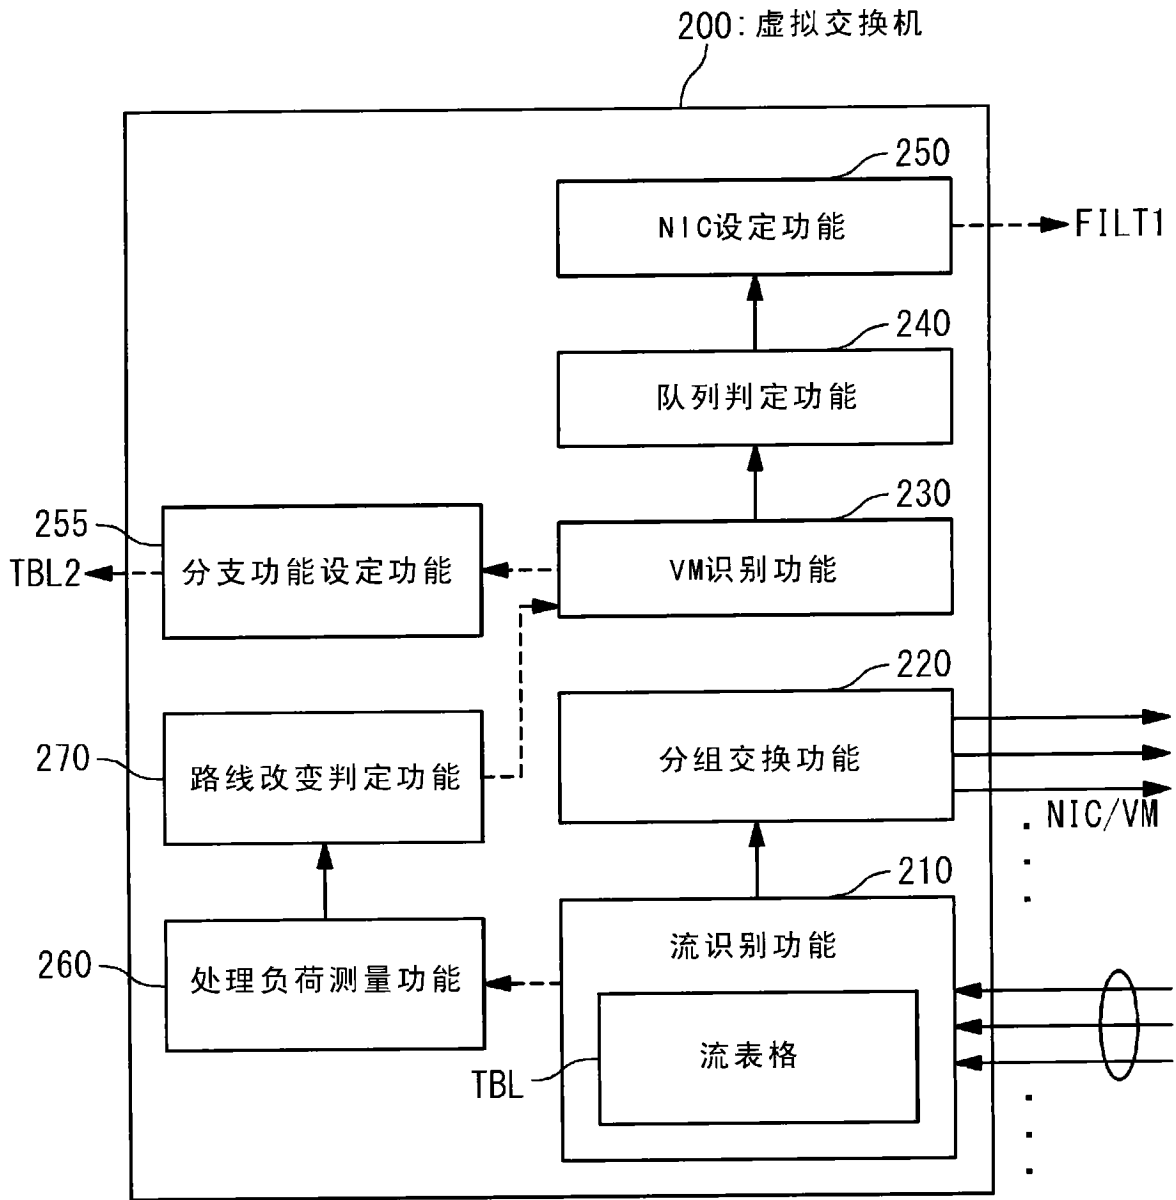 200:虚拟交换机
250
NIC设定功能
FILT1
240
队列判定功能
230
VM识别功能
255
分支功能设定功能
TBL2
220
分组交换功能
NIC/VM
270
路线改变判定功能
210
流识别功能
260
处理负荷测量功能
流表格
TBL